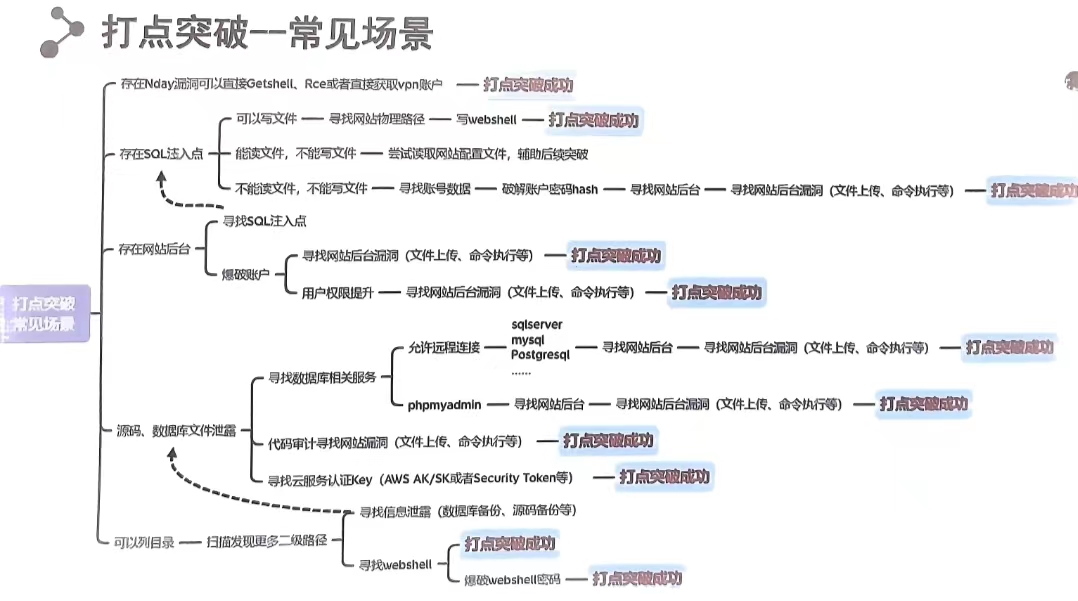 打点突破--常见场景
存在Nday漏洞可以直接Getshell、Rce或者直接获取vpn账户 打点突破成功
可以写文件 寻找网站物理路径 写webshell 打点突破成功
存在SQL注入点 能读文件，不能写文件 尝试读取网站配置文件，辅助后续突破
不能读文件，不能写文件 寻找账号数据 破解账户密码hash 寻找网站后台 寻找网站后台漏洞（文件上传、命令执行等） 打点突破成功
寻找SQL注入点
存在网站后台
寻找网站后台漏洞（文件上传、命令执行等） 打点突破成功
爆破账户
用户权限提升 寻找网站后台漏洞（文件上传、命令执行等） 打点突破成功
打点突破
常见场景
sqlserver
mysql
Postgresql
......
允许远程连接 寻找网站后台 寻找网站后台漏洞（文件上传、命令执行等） 打点突破成功
寻找数据库相关服务
phpmyadmin 寻找网站后台 寻找网站后台漏洞（文件上传、命令执行等） 打点突破成功
源码、数据库文件泄露
代码审计寻找网站漏洞（文件上传、命令执行等） 打点突破成功
寻找云服务认证Key（AWS AK/SK或者Security Token等） 打点突破成功
寻找信息泄露（数据库备份、源码备份等）
可以列目录 扫描发现更多二级路径
打点突破成功
寻找webshell
爆破webshell密码 打点突破成功